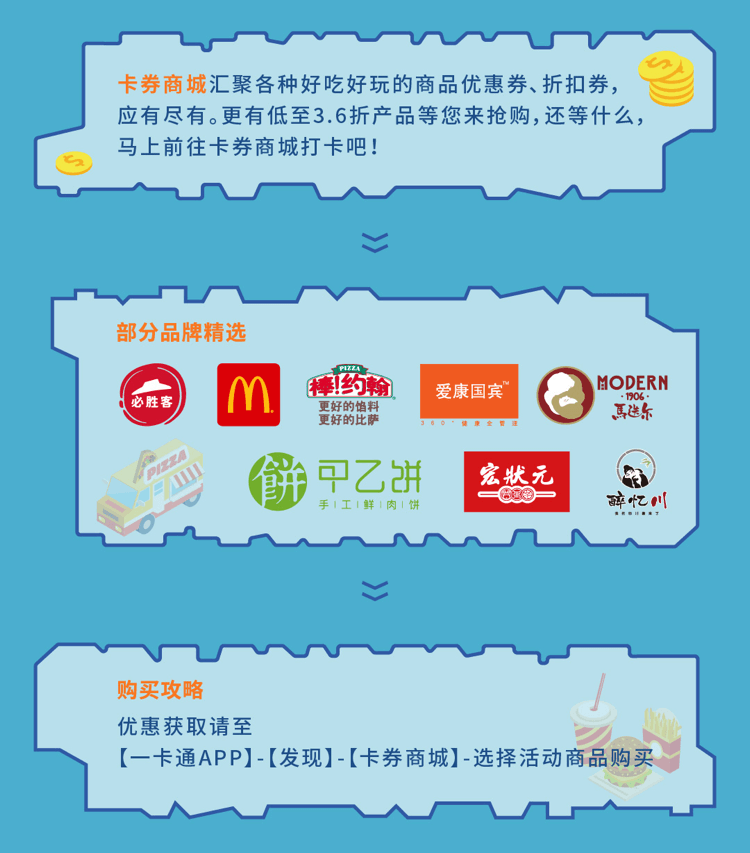 卡券商城汇聚各种好吃好玩的商品优惠券、折扣券,
应有尽有。更有低至3.6折产品等您来抢购,还等什么,
马上前往卡券商城打卡吧!
部分品牌精选
必胜客
PIZZA
棒!约翰
更好的馅料
更好的比萨
爱康国宾™
MODERN
·1906·
馬迭尔
PIZZA
餅 甲乙饼
手工鲜肉饼
宏狀元
醉忆川
购买攻略
优惠获取请至
【一卡通APP】-【发现】-【卡券商城】-选择活动商品购买